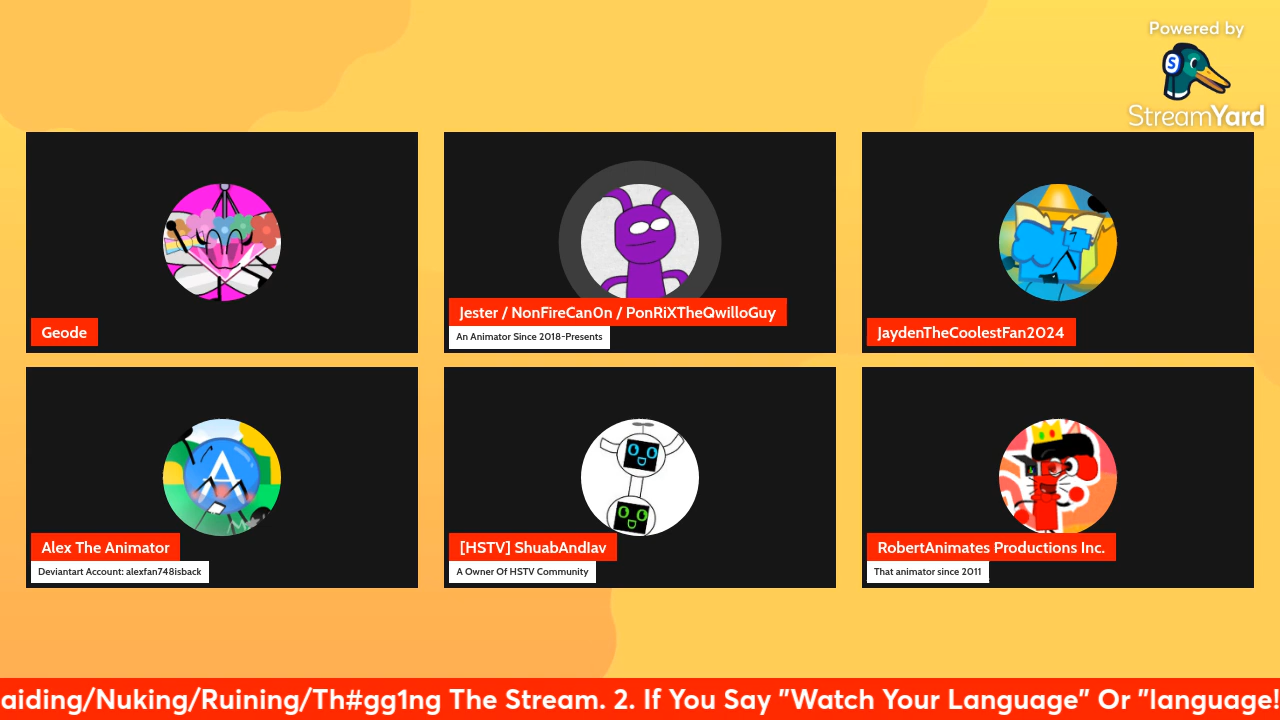 Powered by
S
StreamYard
Geode
Jester / NonFireCan0n / PonRiXTheQwilloGuy
An Animator Since 2018-Presents
JaydenTheCoolestFan2024
A
Alex The Animator
Deviantart Account: alexfan748isback
[HSTV] ShuabAndIav
A Owner Of HSTV Community
RobertAnimates Productions Inc.
That animator since 2011
aiding/Nuking/Ruining/Th#gg1ng The Stream. 2. If You Say "Watch Your Language" Or "language!